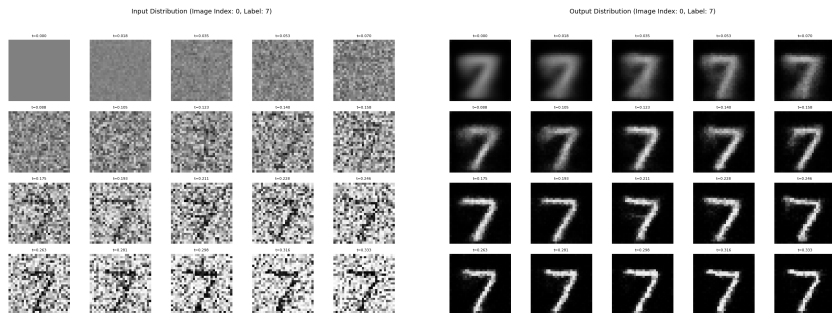 Input Distribution (Image Index: 0, Label: 7)
t=0.000 t=0.018 t=0.035 t=0.053 t=0.070
t=0.088 t=0.105 t=0.123 t=0.140 t=0.158
t=0.175 t=0.193 t=0.211 t=0.228 t=0.246
t=0.263 t=0.281 t=0.298 t=0.316 t=0.333
Output Distribution (Image Index: 0, Label: 7)
t=0.000 t=0.018 t=0.035 t=0.053 t=0.070
t=0.088 t=0.105 t=0.123 t=0.140 t=0.158
t=0.175 t=0.193 t=0.211 t=0.228 t=0.246
t=0.263 t=0.281 t=0.298 t=0.316 t=0.333